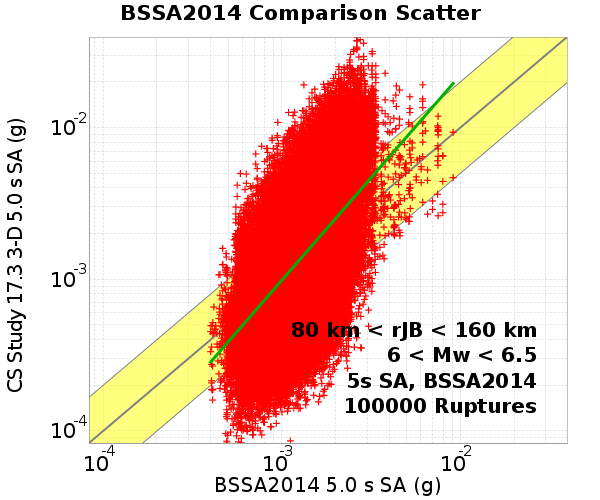 BSSA2014 Comparison Scatter
CS Study 17.3 3-D 5.0 s SA (g)
10-2
10-3
10-4
80 km < rJB < 160 km
6 < Mw < 6.5
5s SA, BSSA2014
100000 Ruptures
10-4 10-3 10-2
BSSA2014 5.0 s SA (g)